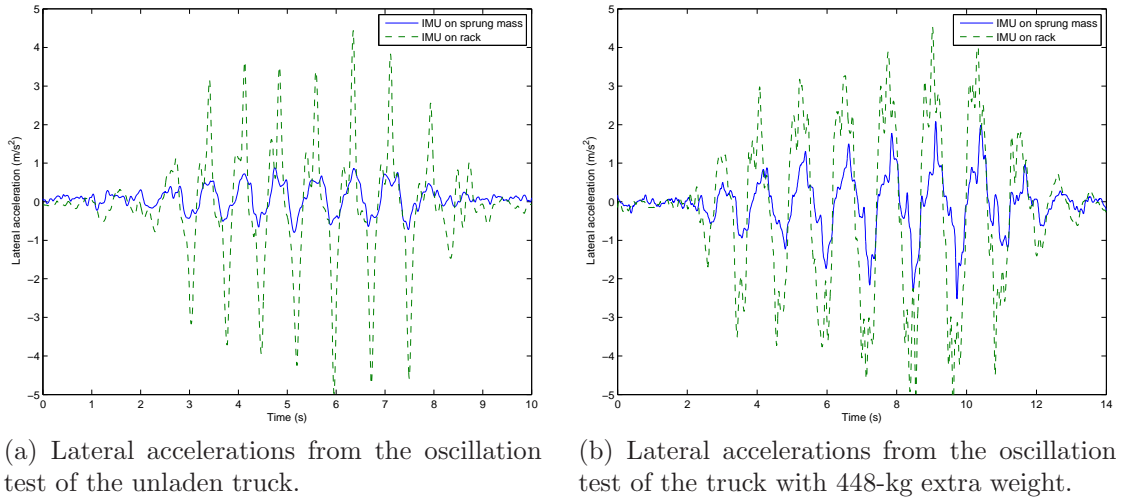 IMU on sprung mass
IMU on rack
5
4
3
2
1
0
−1
−2
−3
−4
−5
Lateral acceleration (m/s²)
0 1 2 3 4 5 6 7 8 9 10
Time (s)
(a) Lateral accelerations from the oscillation
test of the unladen truck.
IMU on sprung mass
IMU on rack
5
4
3
2
1
0
−1
−2
−3
−4
−5
Lateral acceleration (m/s²)
0 2 4 6 8 10 12 14
Time (s)
(b) Lateral accelerations from the oscillation
test of the truck with 448-kg extra weight.